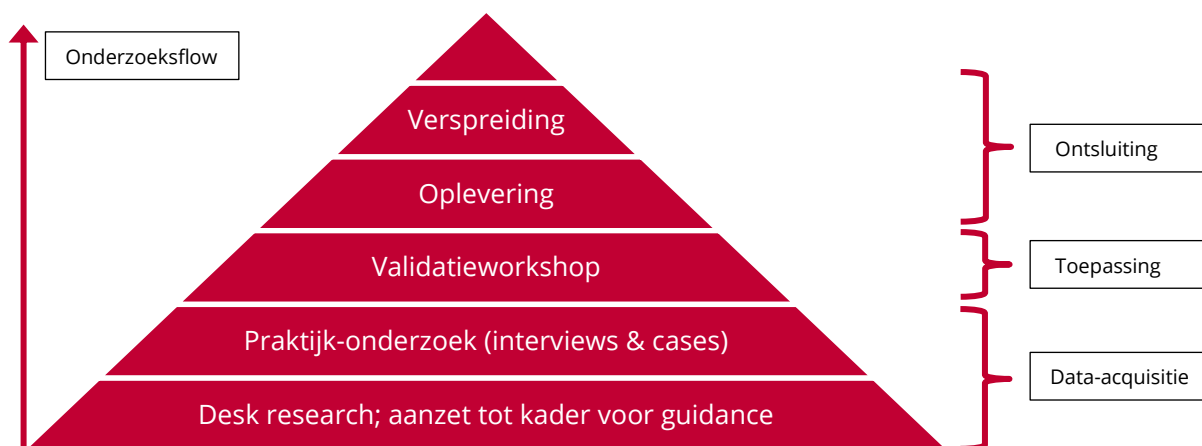 Onderzoeksflow
Verspreiding
Oplevering
Validatieworkshop
Praktijk-onderzoek (interviews & cases)
Desk research; aanzet tot kader voor guidance
Ontsluiting
Toepassing
Data-acquisitie